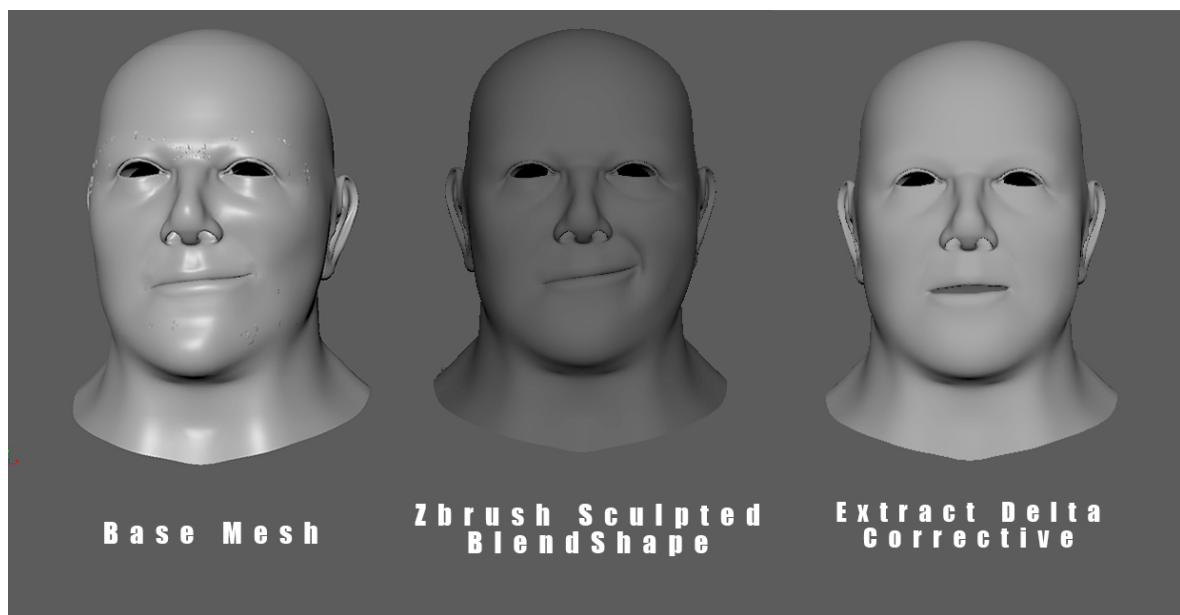 Base Mesh
Zbrush Sculpted
BlendShape
Extract Delta
Corrective